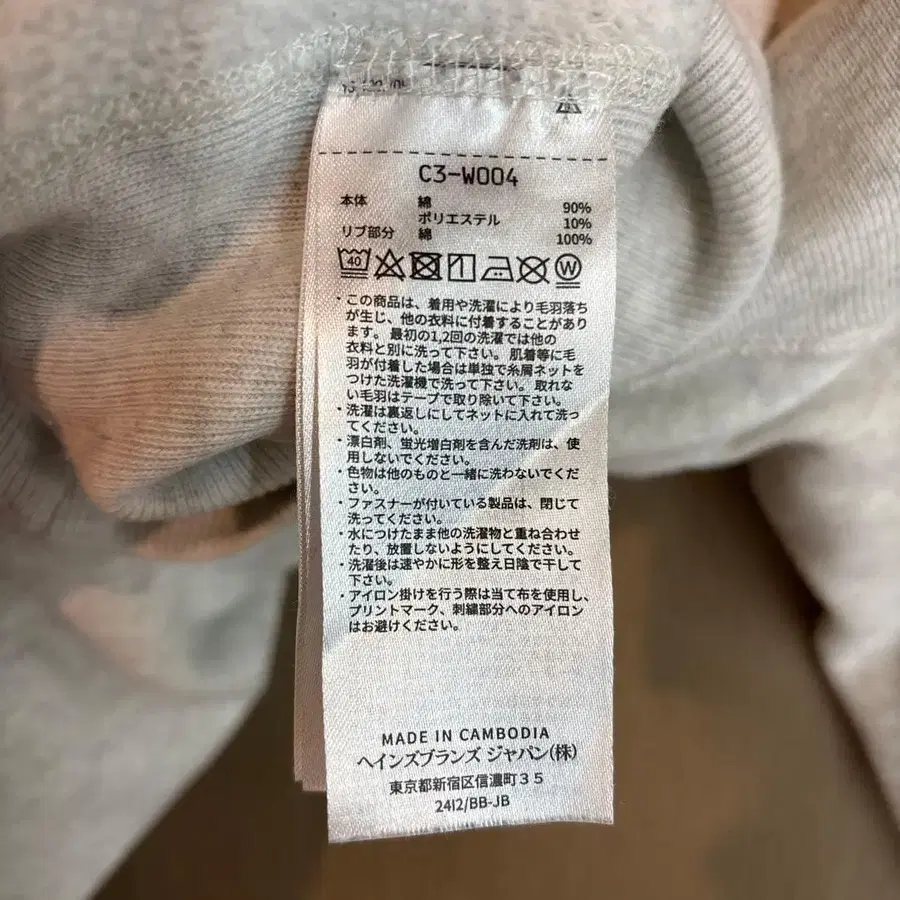 C3-W004
本体 綿 90%
ポリエステル 10%
リブ部分 綿 100%
40 W
・この商品は、着用や洗濯により毛羽落ち
が生じ、他の衣料に付着することがあり
ます。 最初の1,2回の洗濯では他の
衣料と別に洗って下さい。 肌着等に毛
羽が付着した場合は単独で糸屑ネットを
つけた洗濯機で洗って下さい。 取れな
い毛羽はテープで取り除いて下さい。
・洗濯は裏返しにしてネットに入れて洗っ
てください。
・漂白剤、蛍光増白剤を含んだ洗剤は、使
用しないでください。
・色物は他のものと一緒に洗わないでくだ
さい。
・ファスナーが付いている製品は、閉じて
洗ってください。
・水につけたまま他の洗濯物と重ね合わせ
たり、放置しないようにしてください。
・洗濯後は速やかに形を整え日陰で干して
下さい。
・アイロン掛けを行う際は当て布を使用し、
プリントマーク、刺繍部分へのアイロン
はお避けください。
MADE IN CAMBODIA
ヘインズブランズ ジャパン(株)
東京都新宿区信濃町35
2412/BB-JB